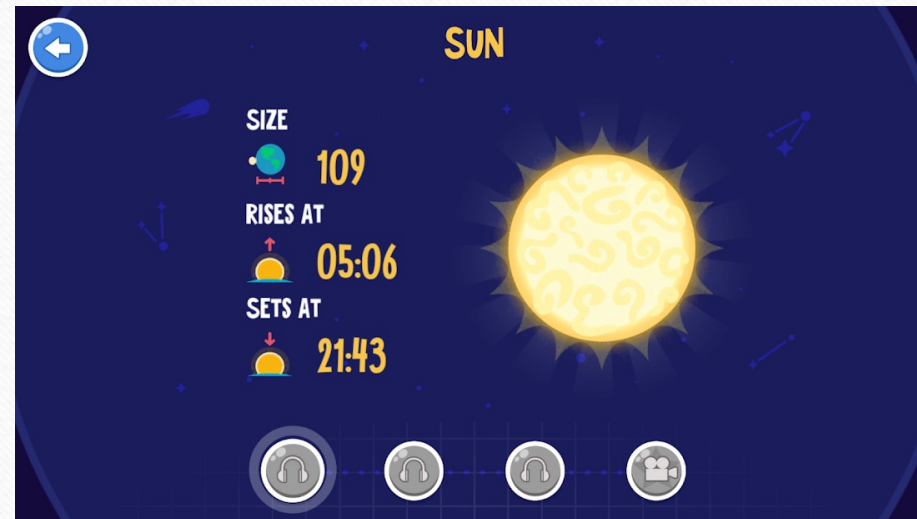 SUN
SIZE
109
RISES AT
05:06
SETS AT
21:43